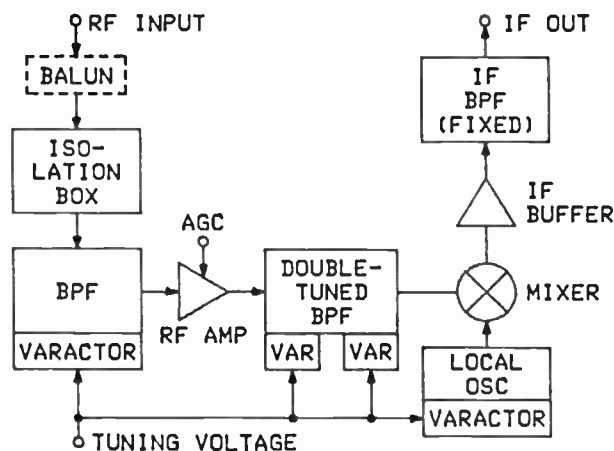 RF INPUT
IF OUT
BALUN
IF
BPF
(FIXED)
ISO-
LATION
BOX
IF
BUFFER
AGC
BPF
RF AMP
DOUBLE-
TUNED
BPF
MIXER
VARACTOR
VAR
VAR
LOCAL
OSC
VARACTOR
TUNING VOLTAGE